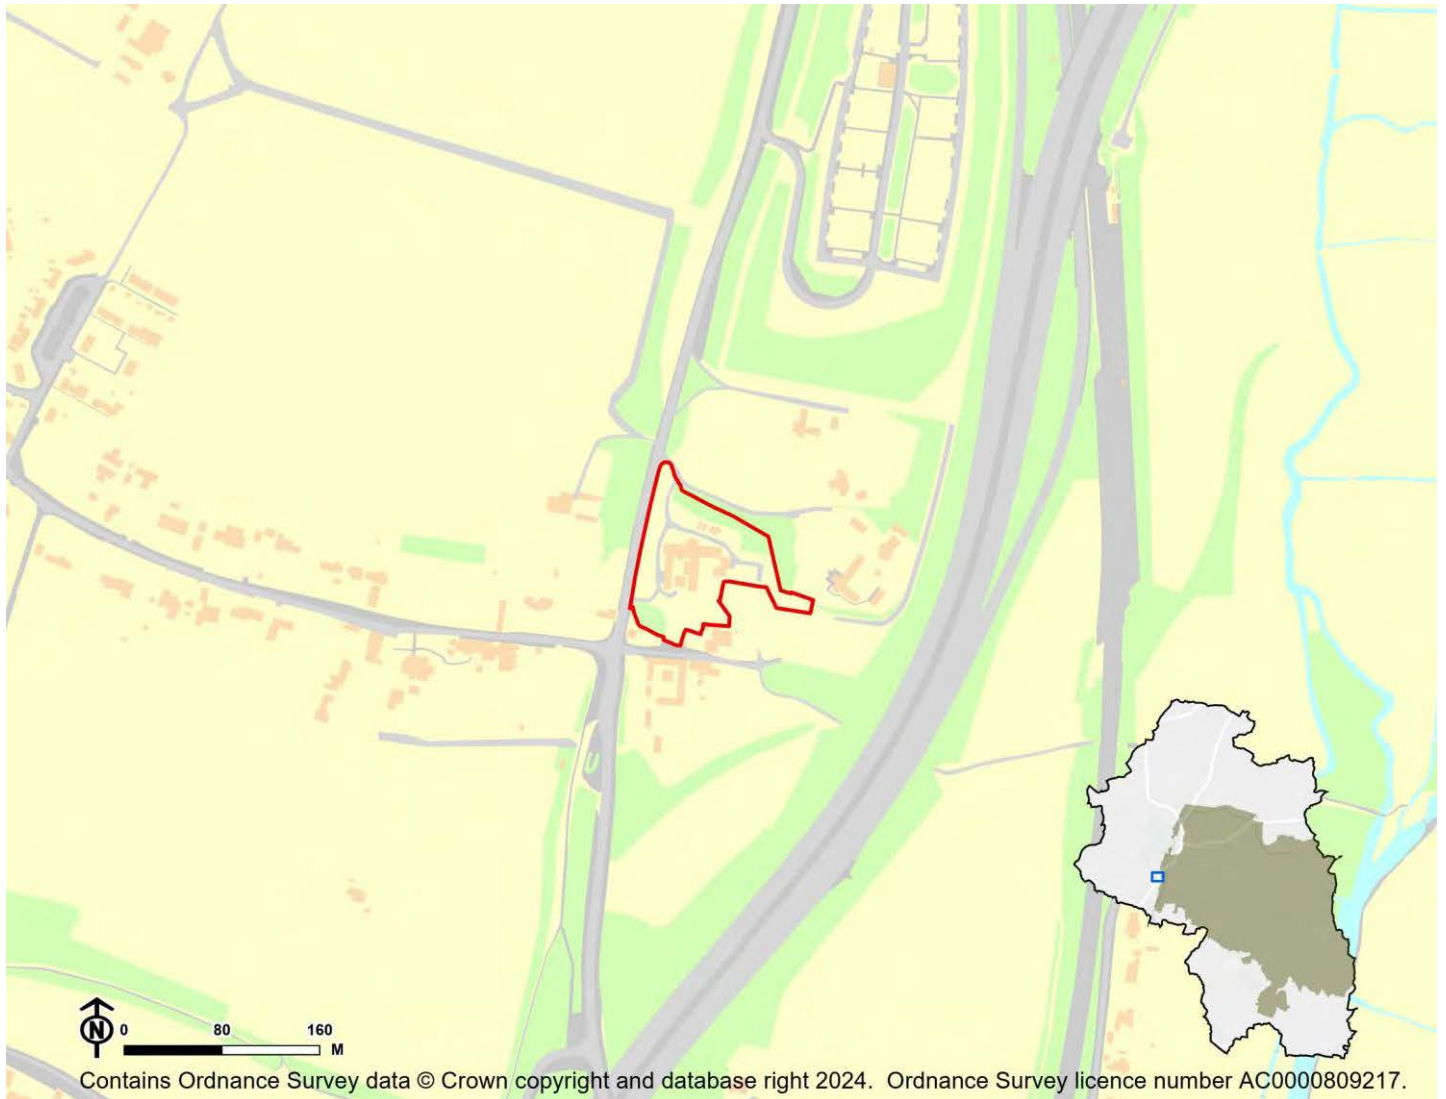 N
0 80 160
M
Contains Ordnance Survey data © Crown copyright and database right 2024. Ordnance Survey licence number AC0000809217.